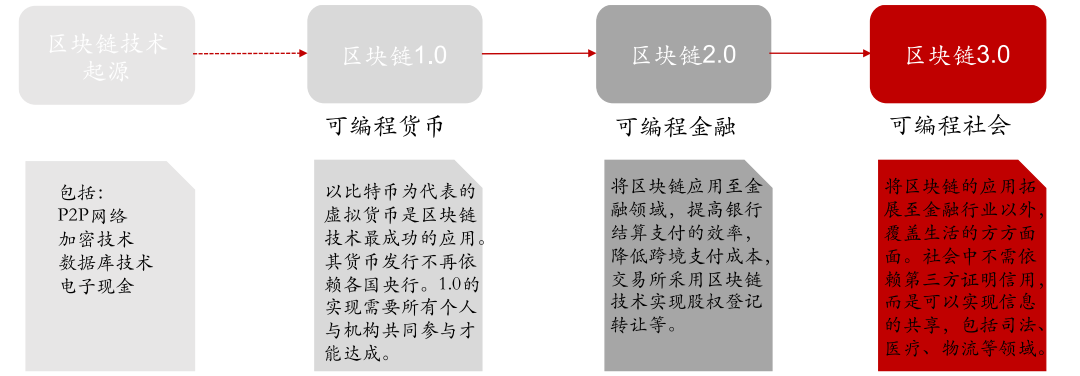 区块链技术
起源
区块链1.0
区块链2.0
区块链3.0
可编程货币
可编程金融
可编程社会
包括：
P2P网络
加密技术
数据库技术
电子现金
以比特币为代表的
虚拟货币是区块链
技术最成功的应用。
其货币发行不再依
赖各国央行。1.0的
实现需要所有个人
与机构共同参与才
能达成。
将区块链应用至金
融领域，提高银行
结算支付的效率，
降低跨境支付成本，
交易所采用区块链
技术实现股权登记
转让等。
将区块链的应用拓
展至金融行业以外，
覆盖生活的方方面
面。社会中不需依
赖第三方证明信用，
而是可以实现信息
的共享，包括司法、
医疗、物流等领域。